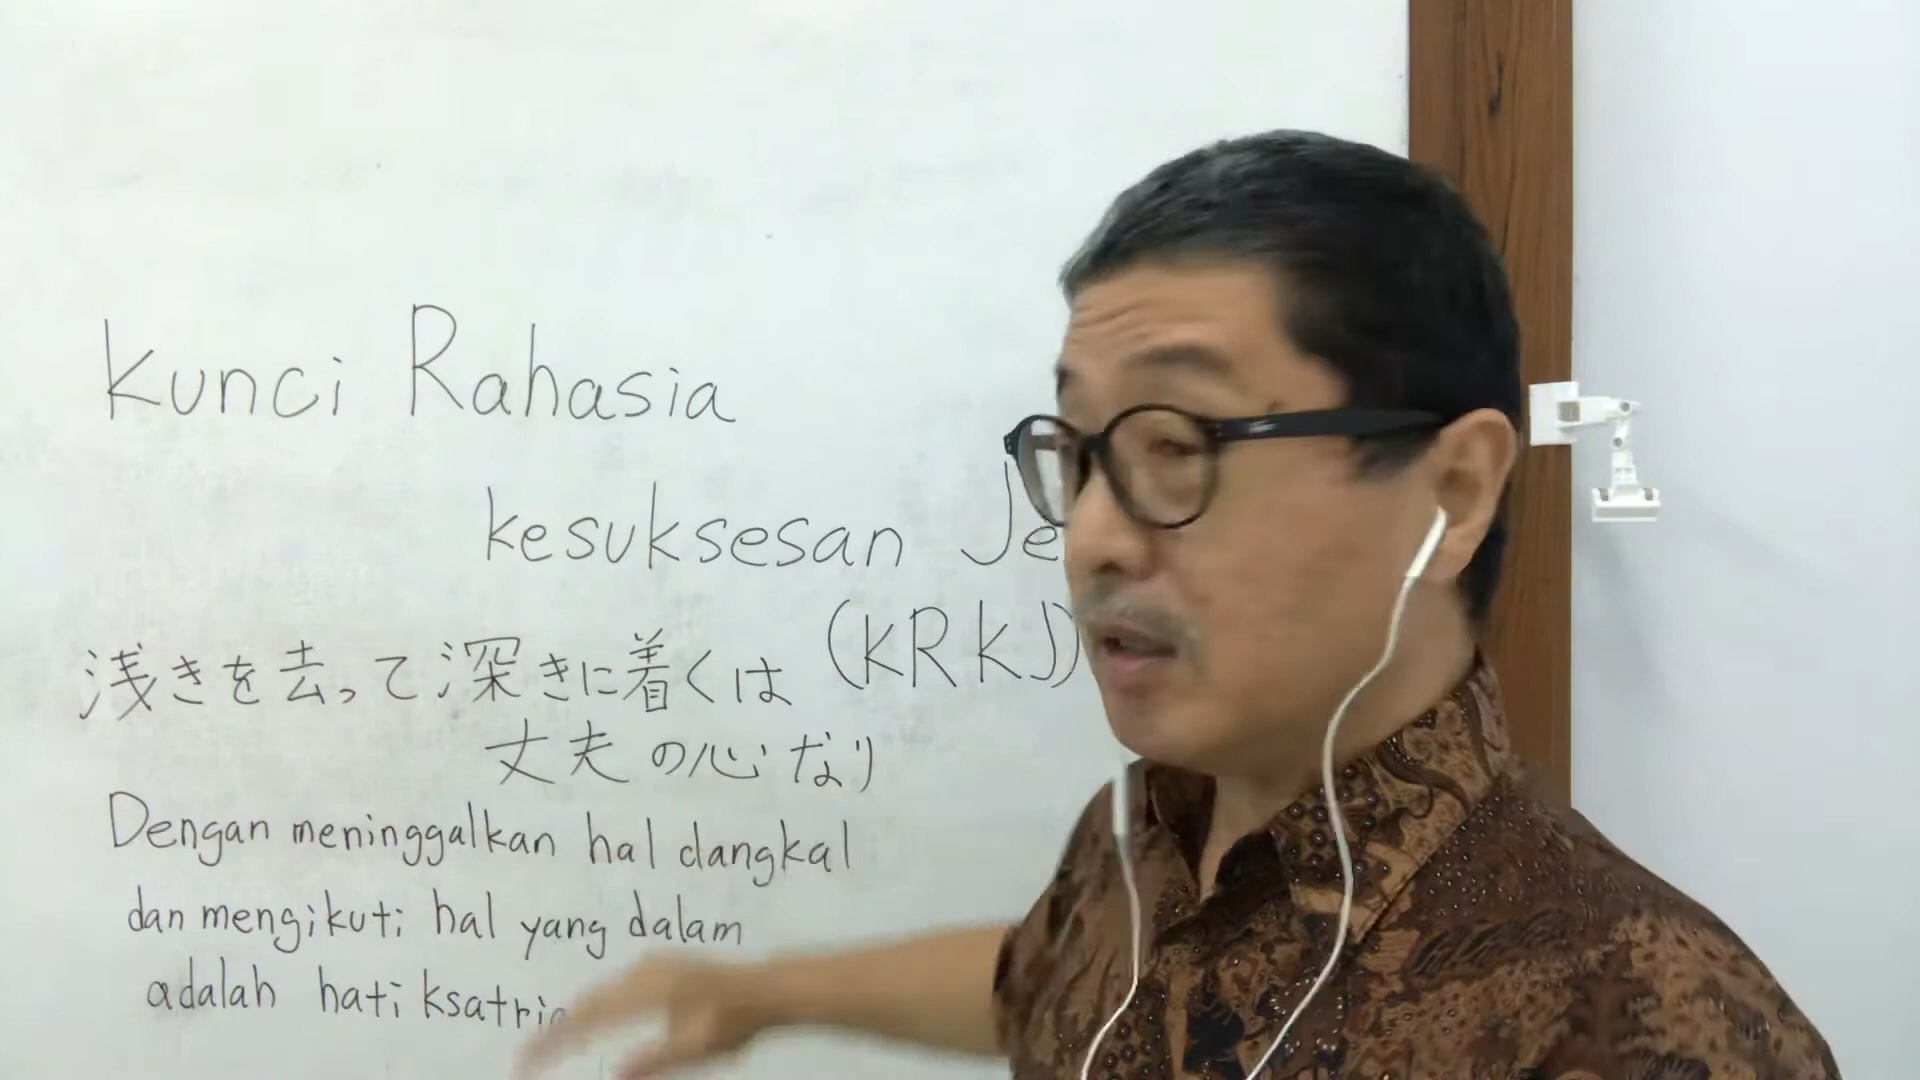 Kunci Rahasia
kesuksesan
(KRKJ)
浅きを去って深きに着くは
丈夫の心なり
Dengan meninggalkan hal dangkal
dan mengikuti hal yang dalam
adalah hati ksatria